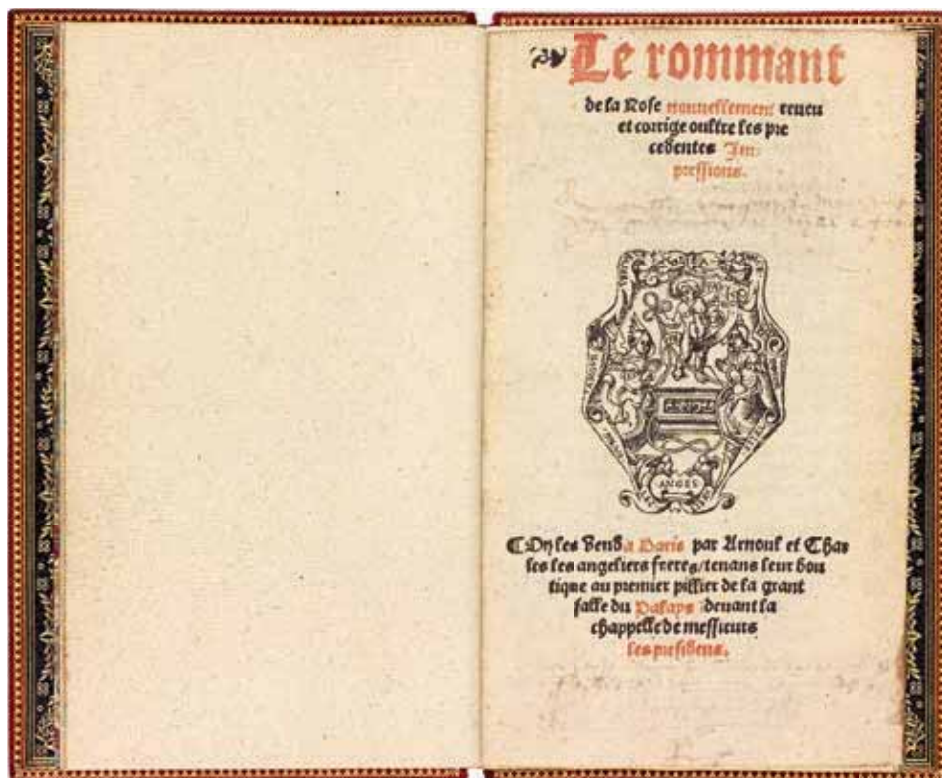 Le rommant
de la Rose nouuellement reueu
et corrige oultre les pre
cedentes Im-
pressions.
ANGES
On les vend a Paris par Arnoul et Char
les les angeliers freres/tenans leur bou
tique au premier pillier de la grant
salle du Palays devant la
chappelle de messieurs
les presidens.